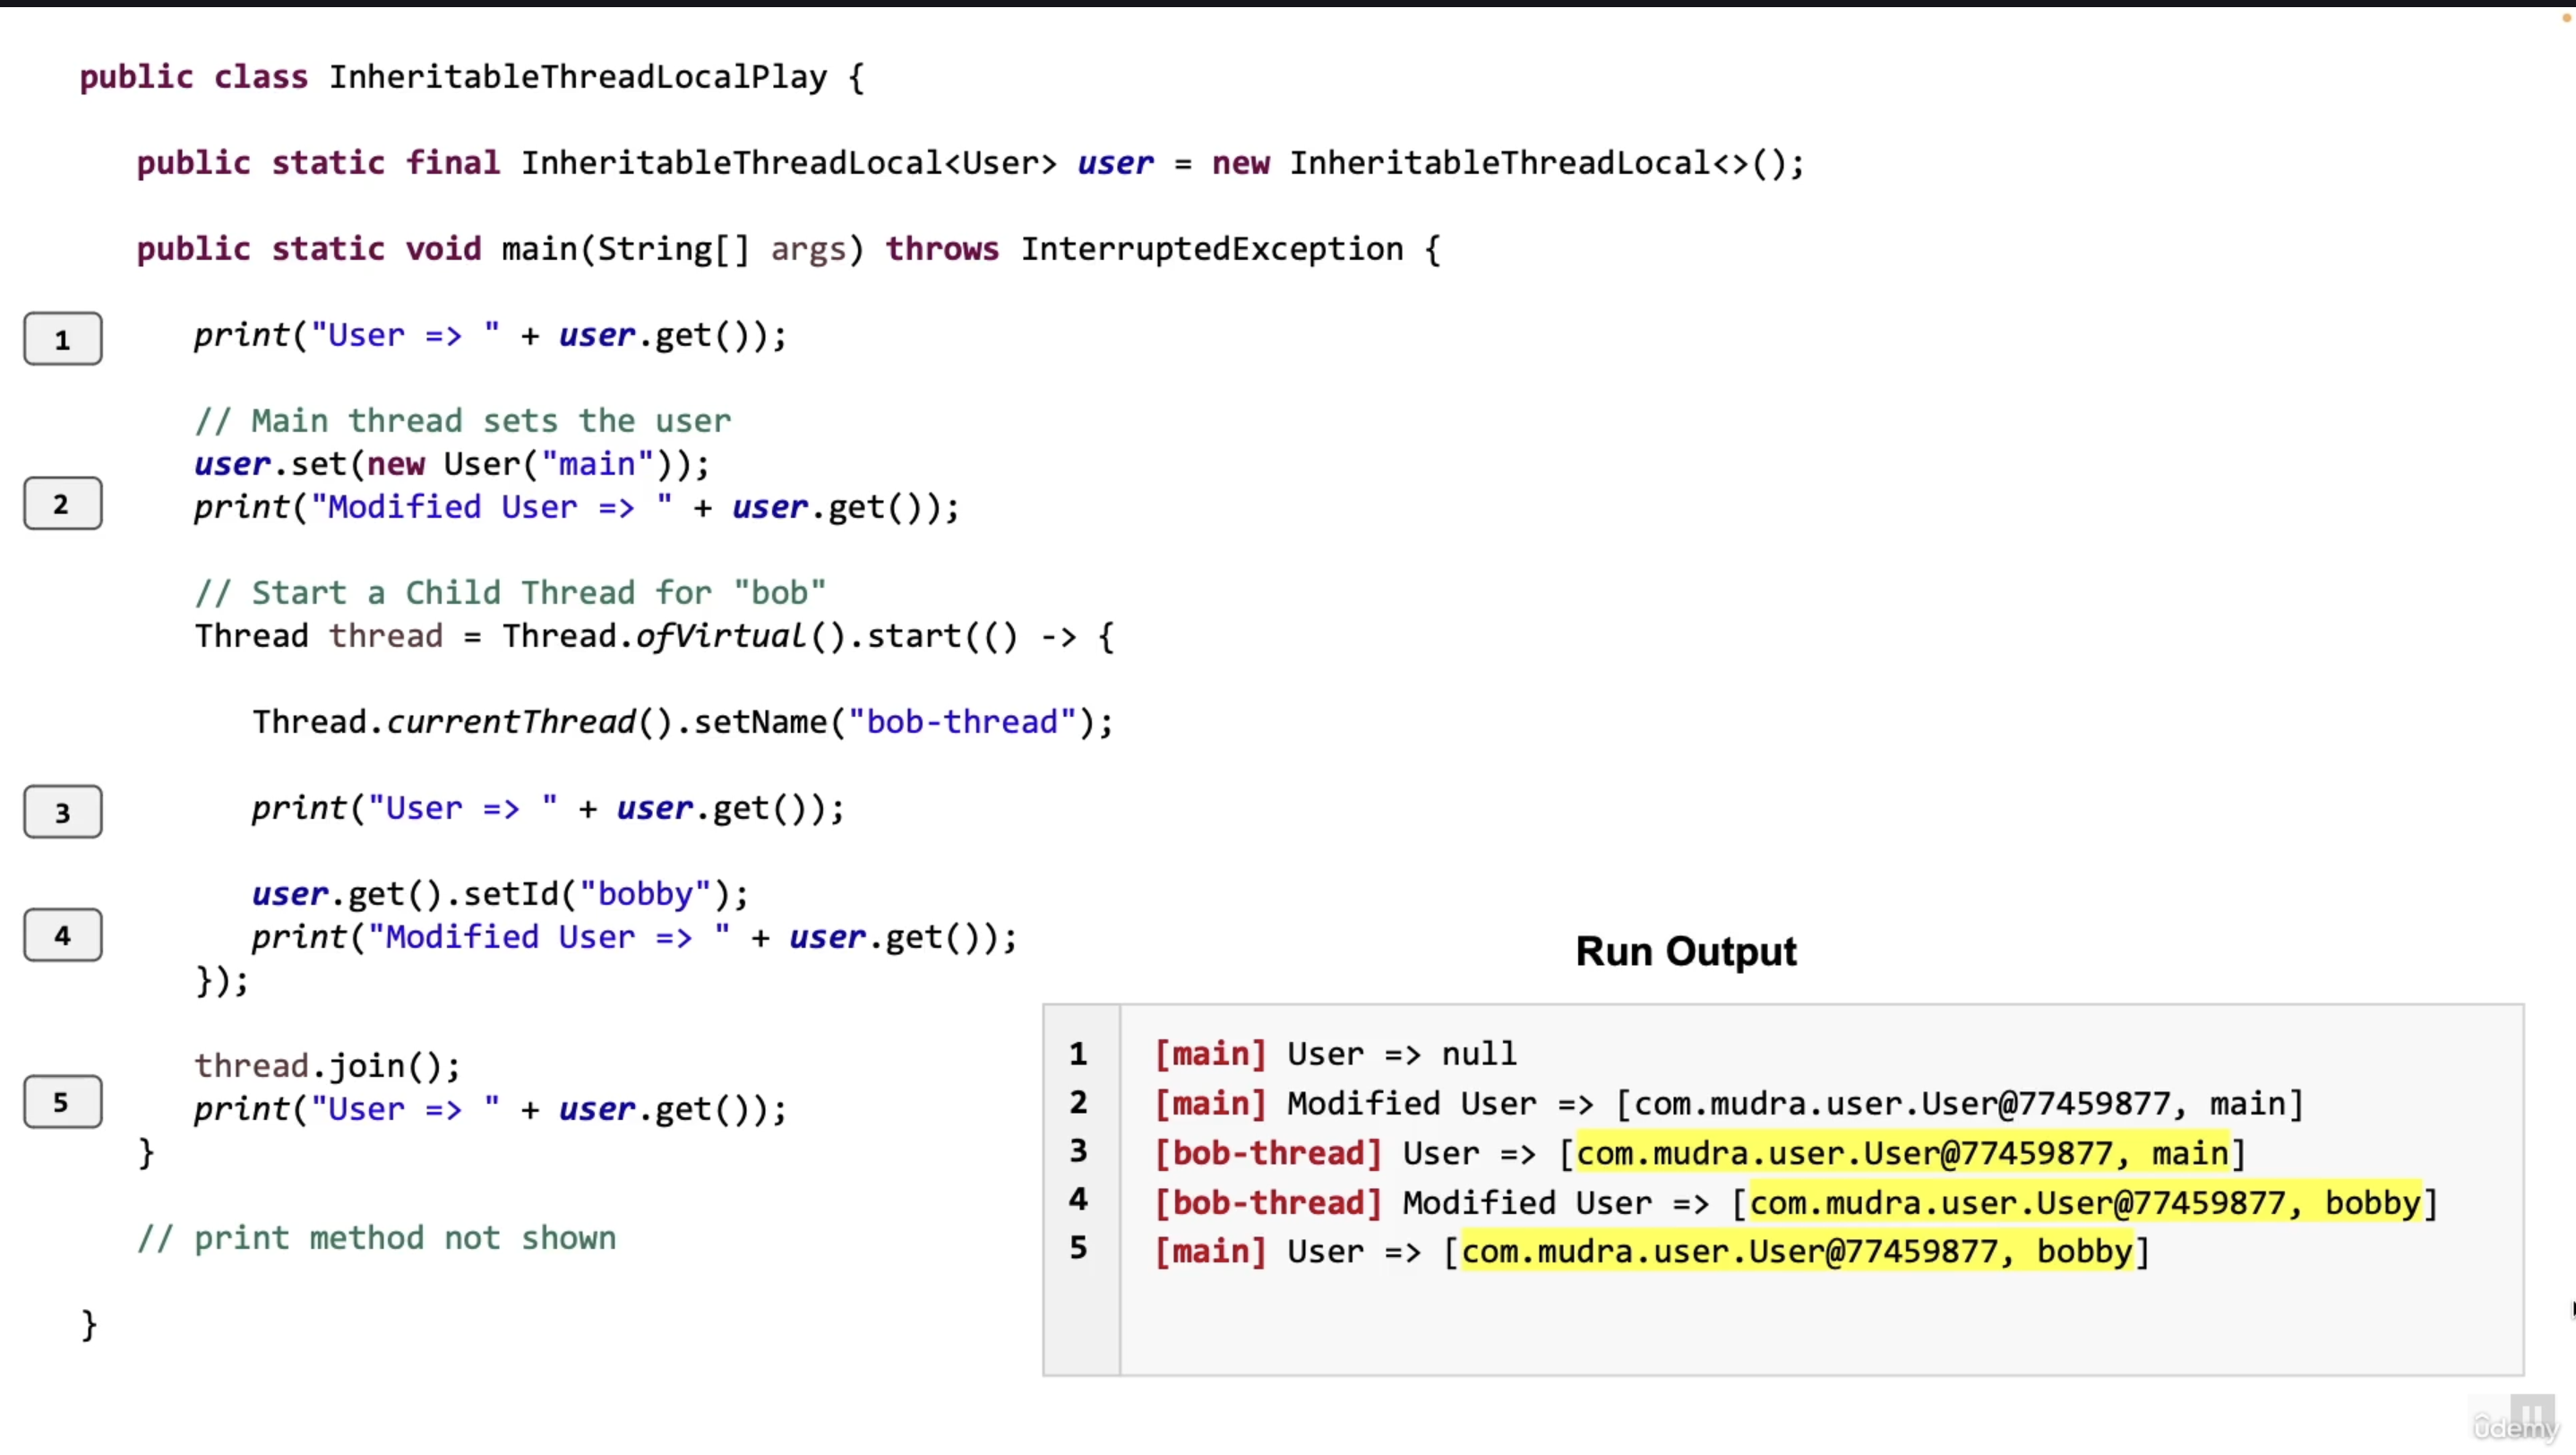 public class InheritableThreadLocalPlay {
public static final InheritableThreadLocal<User> user = new InheritableThreadLocal<>();
public static void main(String[] args) throws InterruptedException {
1 print("User => " + user.get());
// Main thread sets the user
user.set(new User("main"));
2 print("Modified User => " + user.get());
// Start a Child Thread for "bob"
Thread thread = Thread.ofVirtual().start(() -> {
Thread.currentThread().setName("bob-thread");
3 print("User => " + user.get());
user.get().setId("bobby");
4 print("Modified User => " + user.get());
});
thread.join();
5 print("User => " + user.get());
}
// print method not shown
}
Run Output
1 [main] User => null
2 [main] Modified User => [com.mudra.user.User@77459877, main]
3 [bob-thread] User => [com.mudra.user.User@77459877, main]
4 [bob-thread] Modified User => [com.mudra.user.User@77459877, bobby]
5 [main] User => [com.mudra.user.User@77459877, bobby]
ûdemy